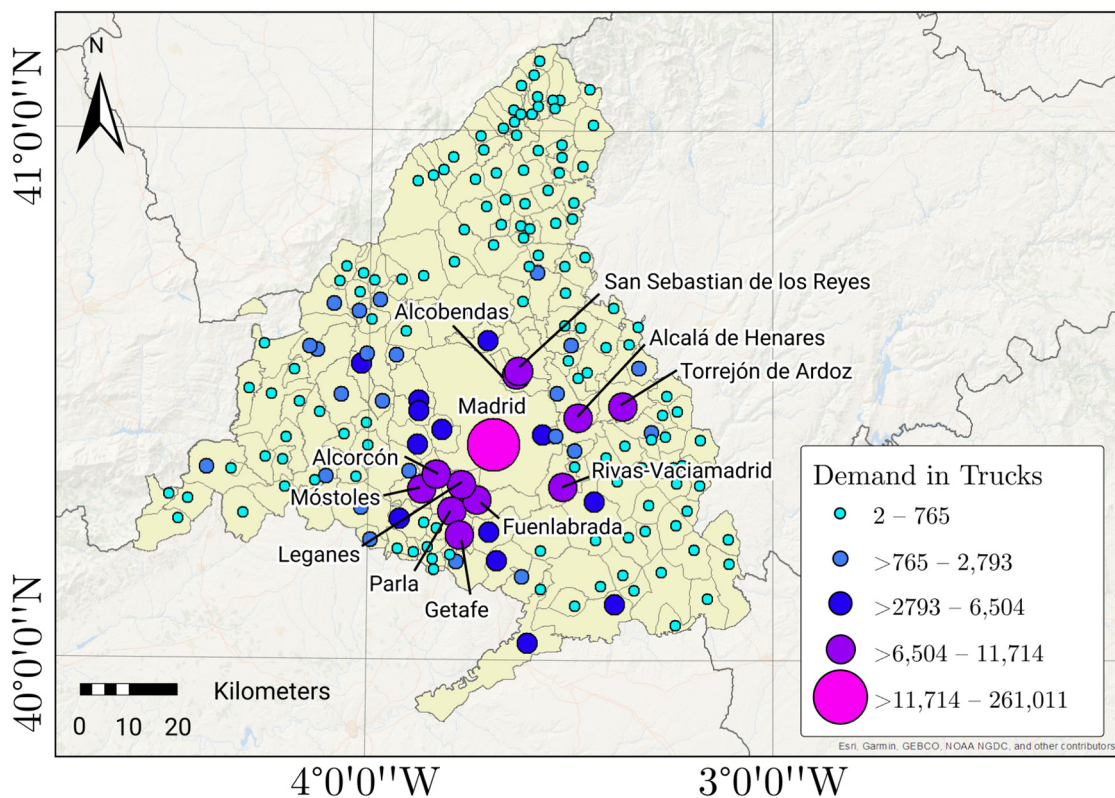 N
41°0'0"N
San Sebastian de los Reyes
Alcobendas
Alcalá de Henares
Torrejón de Ardoz
Madrid
Alcorcón
Rivas Vaciamadrid
Móstoles
Fuenlabrada
Leganes
Parla
Getafe
Demand in Trucks
2 – 765
>765 – 2,793
>2793 – 6,504
>6,504 – 11,714
>11,714 – 261,011
40°0'0"N
Kilometers
0 10 20
Esri, Garmin, GEBCO, NOAA NGDC, and other contributors
4°0'0"W 3°0'0"W